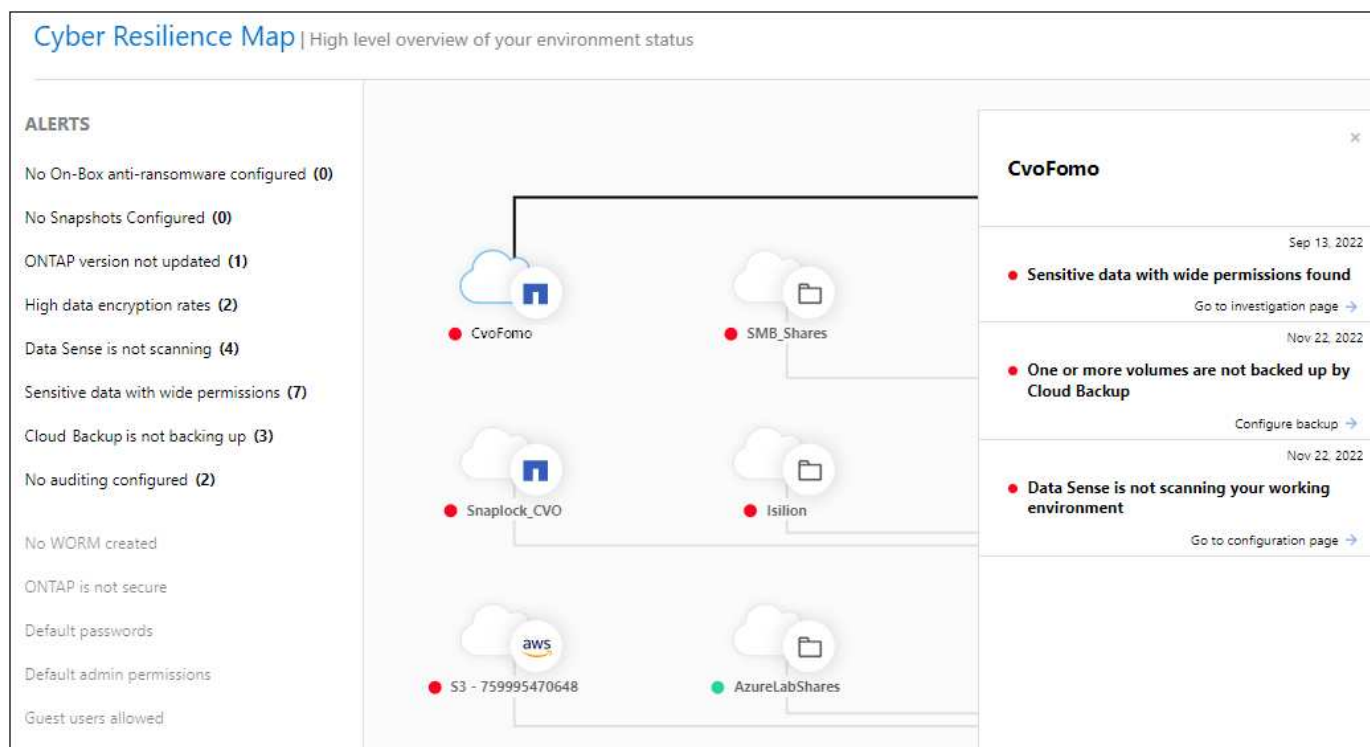 Cyber Resilience Map | High level overview of your environment status
ALERTS
No On-Box anti-ransomware configured (0)
No Snapshots Configured (0)
ONTAP version not updated (1)
High data encryption rates (2)
Data Sense is not scanning (4)
Sensitive data with wide permissions (7)
Cloud Backup is not backing up (3)
No auditing configured (2)
No WORM created
ONTAP is not secure
Default passwords
Default admin permissions
Guest users allowed
CvoFomo
SMB_Shares
Snaplock_CVO
Isilion
aws
S3 - 759995470648
AzureLabShares
×
CvoFomo
Sep 13, 2022
Sensitive data with wide permissions found
Go to investigation page →
Nov 22, 2022
One or more volumes are not backed up by
Cloud Backup
Configure backup →
Nov 22, 2022
Data Sense is not scanning your working
environment
Go to configuration page →